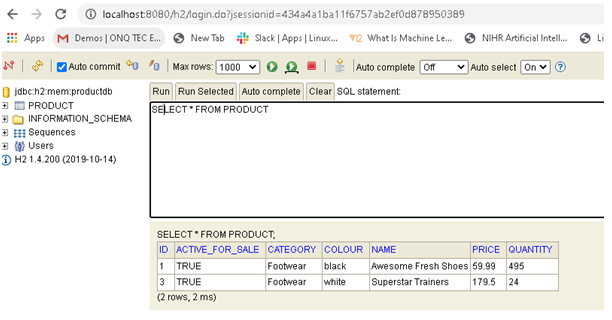 localhost:8080/h2/login.do?jsessionid=434a4a1ba11f6757ab2ef0d878950389
Apps Demos | ONQ TEC E... New Tab Slack | Apps | Linux... What Is Machine Le... NIHR Artificial Intell...
Auto commit Max rows: 1000 Auto complete Off Auto select On
jdbc:h2:mem:productdb
PRODUCT
INFORMATION_SCHEMA
Sequences
Users
H2 1.4.200 (2019-10-14)
Run Run Selected Auto complete Clear SQL statement:
SELECT * FROM PRODUCT
SELECT * FROM PRODUCT;
ID ACTIVE_FOR_SALE CATEGORY COLOUR NAME PRICE QUANTITY
1 TRUE Footwear black Awesome Fresh Shoes 59.99 495
3 TRUE Footwear white Superstar Trainers 179.5 24
(2 rows, 2 ms)